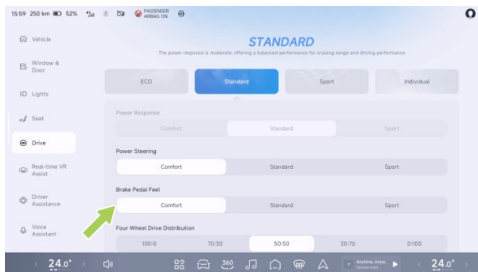 15:59 250 km 52%
PASSENGER
AIRBAG ON
Vehicle
Window &
Door
Lights
Seat
Drive
Real-time VR
Assist
Driver
Assistance
Voice
Assistant
STANDARD
The power response is moderate, offering a balanced performance for cruising range and driving performance
ECO Standard Sport Individual
Power Response
Comfort Standard Sport
Power Steering
Comfort Standard Sport
Brake Pedal Feel
Comfort Standard Sport
Four Wheel Drive Distribution
100:0 70:30 50:50 30:70 0:100
24.0° 360 24.0°